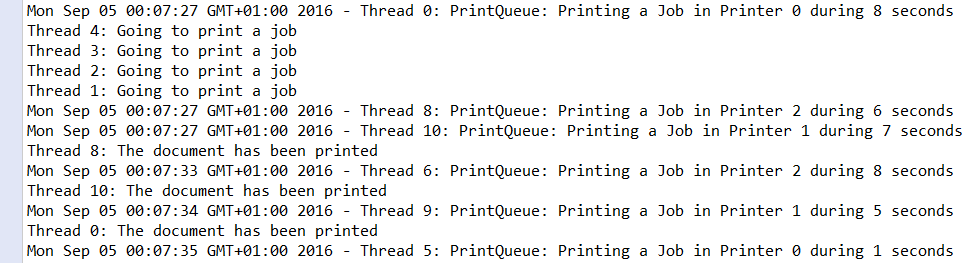 Mon Sep 05 00:07:27 GMT+01:00 2016 - Thread 0: PrintQueue: Printing a Job in Printer 0 during 8 seconds
Thread 4: Going to print a job
Thread 3: Going to print a job
Thread 2: Going to print a job
Thread 1: Going to print a job
Mon Sep 05 00:07:27 GMT+01:00 2016 - Thread 8: PrintQueue: Printing a Job in Printer 2 during 6 seconds
Mon Sep 05 00:07:27 GMT+01:00 2016 - Thread 10: PrintQueue: Printing a Job in Printer 1 during 7 seconds
Thread 8: The document has been printed
Mon Sep 05 00:07:33 GMT+01:00 2016 - Thread 6: PrintQueue: Printing a Job in Printer 2 during 8 seconds
Thread 10: The document has been printed
Mon Sep 05 00:07:34 GMT+01:00 2016 - Thread 9: PrintQueue: Printing a Job in Printer 1 during 5 seconds
Thread 0: The document has been printed
Mon Sep 05 00:07:35 GMT+01:00 2016 - Thread 5: PrintQueue: Printing a Job in Printer 0 during 1 seconds